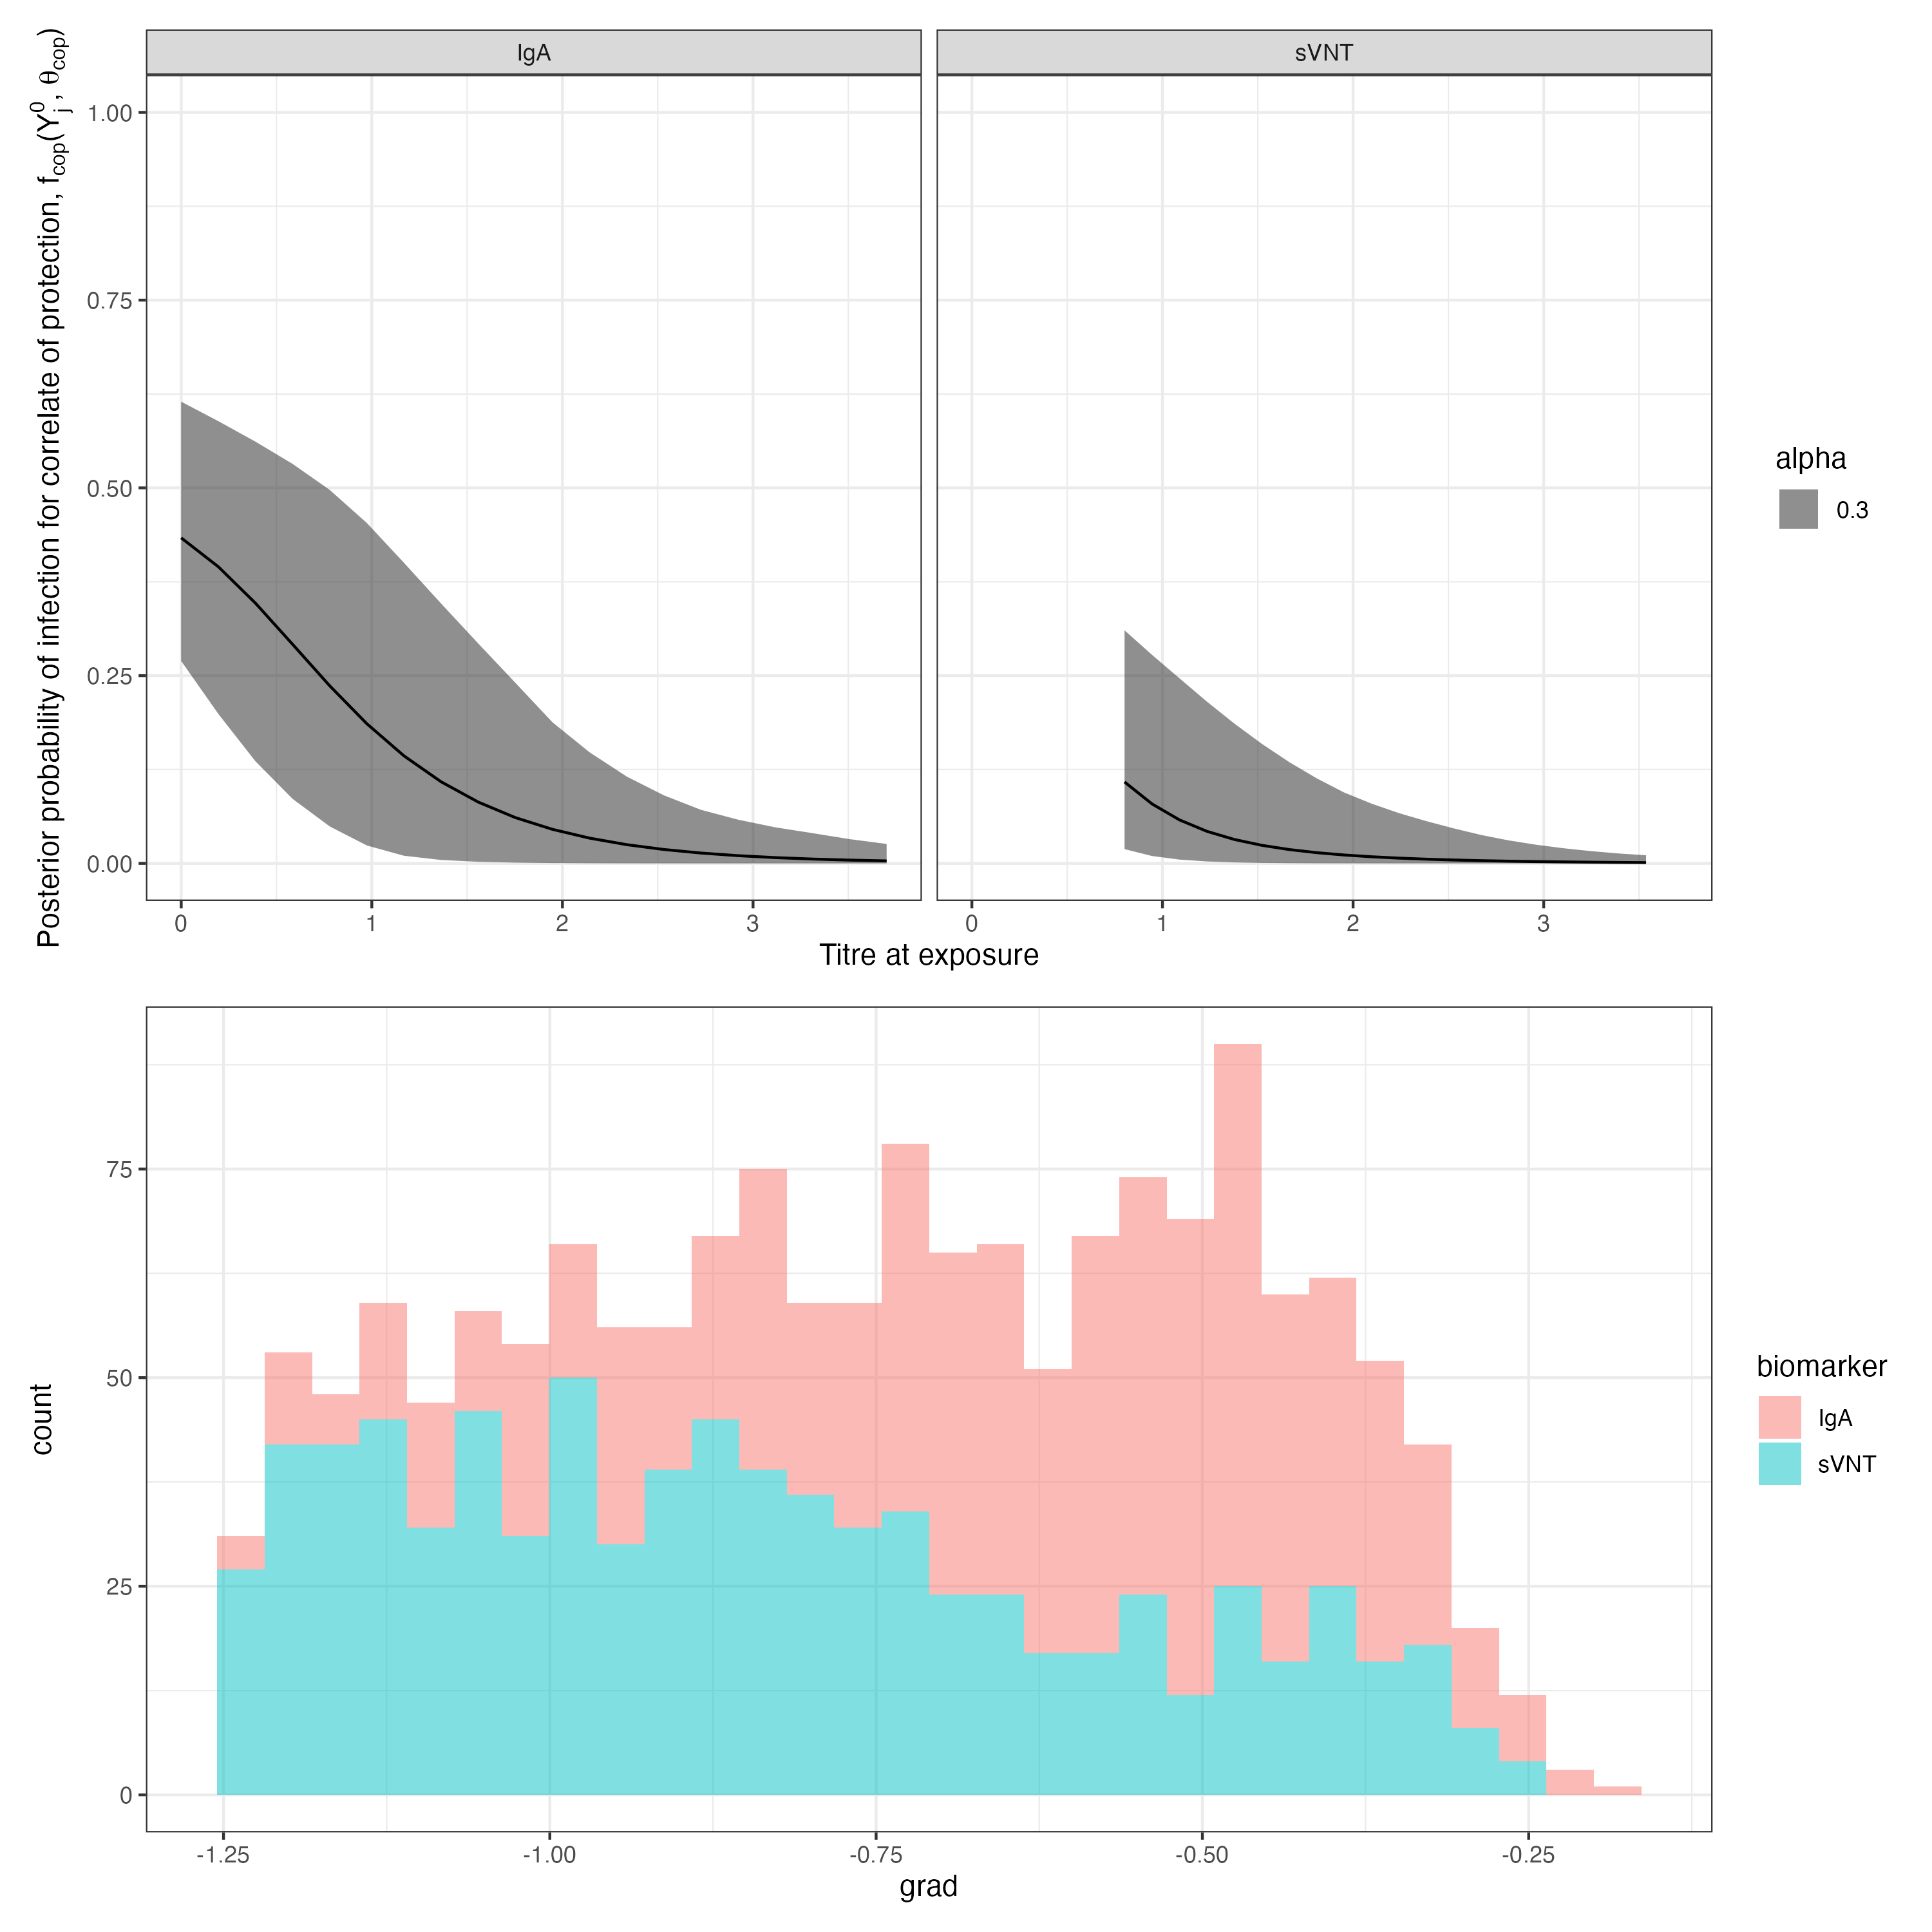 IgA
sVNT
Posterior probability of infection for correlate of protection, f_cop(Y_j^0, θ_cop)
1.00
0.75
0.50
0.25
0.00
0 1 2 3
0 1 2 3
Titre at exposure
alpha
0.3
count
75
50
25
0
-1.25 -1.00 -0.75 -0.50 -0.25
grad
biomarker
IgA
sVNT